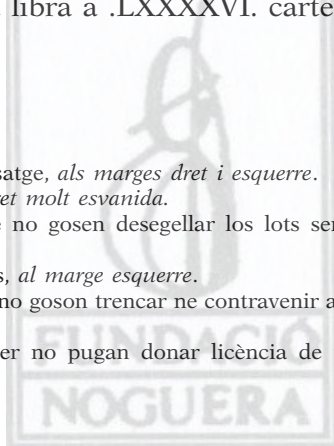 libra a .LXXXXVI. carte
satge, als marges dret i esquerre.
ret molt esvanida.
no gosen desegellar los lots ser
s, al marge esquerre.
no goson trencar ne contravenir a
er no pugan donar licència de
FUNDACIÓ
NOGUERA